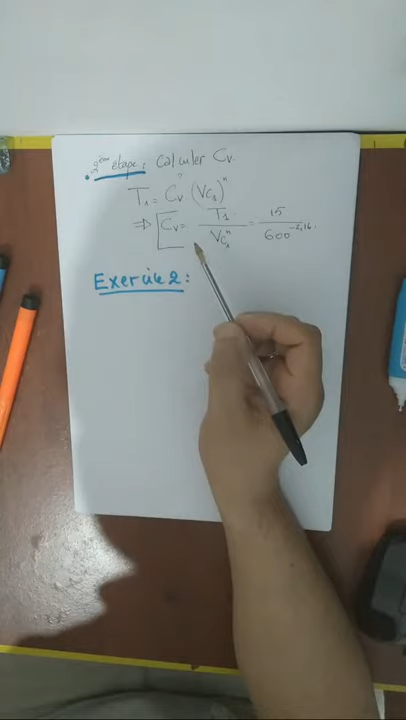 2ème étape: Calculer Cv.
?
T1 = Cv (Vc1)^n
=> [Cv = T1 / Vc1^n = 15 / 600^-2,16.
Exercice 2: